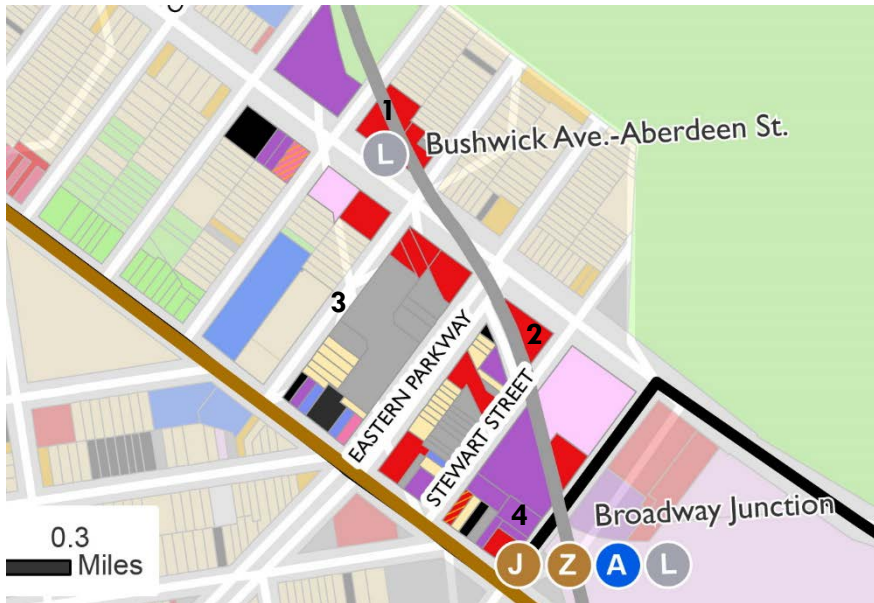 1
Bushwick Ave.-Aberdeen St.
L
3
2
EASTERN PARKWAY
STEWART STREET
4
Broadway Junction
J Z A L
0.3
Miles